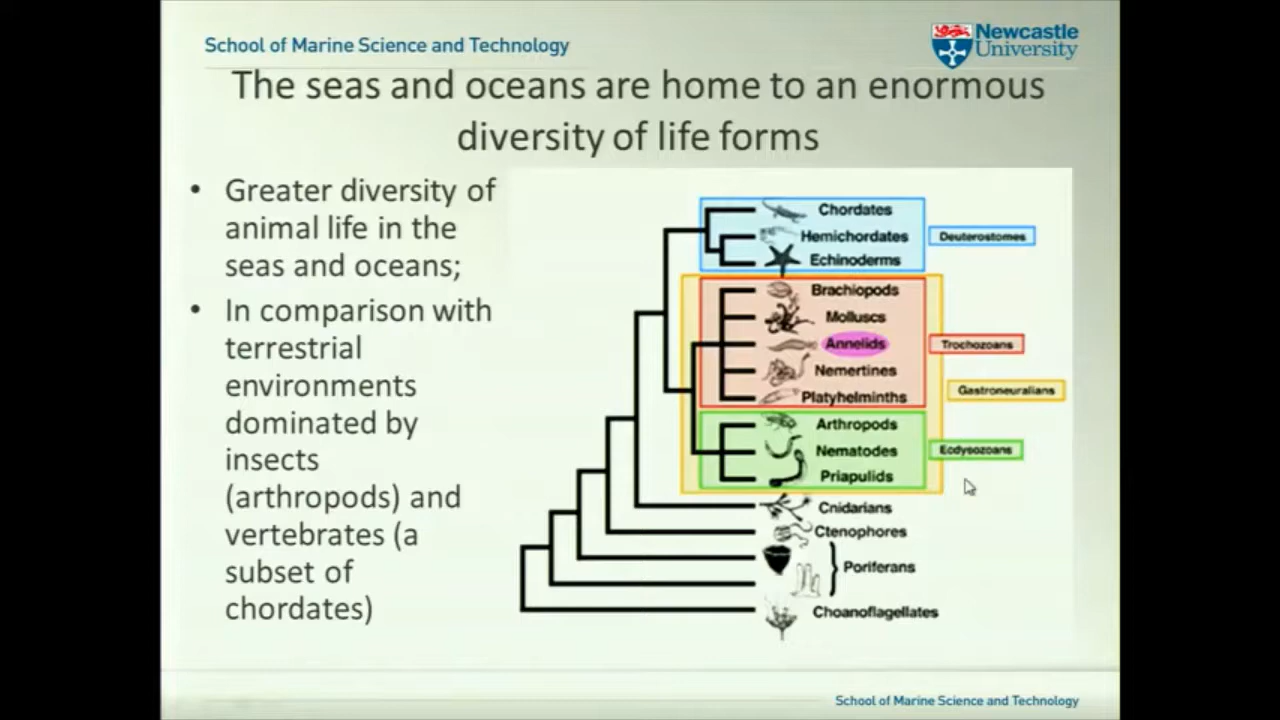 School of Marine Science and Technology
Newcastle
University
The seas and oceans are home to an enormous
diversity of life forms
• Greater diversity of
animal life in the
seas and oceans;
• In comparison with
terrestrial
environments
dominated by
insects
(arthropods) and
vertebrates (a
subset of
chordates)
Chordates
Hemichordates
Echinoderms
Deuterostomes
Brachiopods
Molluscs
Annelids
Nemertines
Platyhelminths
Trochozoans
Gastroneuralians
Arthropods
Nematodes
Priapulids
Ecdysozoans
Cnidarians
Ctenophores
Poriferans
Choanoflagellates
School of Marine Science and Technology